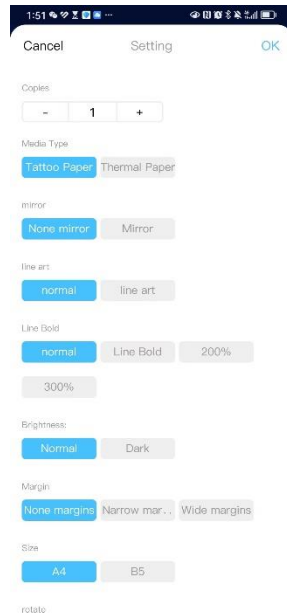 1:51
Cancel Setting OK
Copies
- 1 +
Media Type
Tattoo Paper Thermal Paper
mirror
None mirror Mirror
line art
normal line art
Line Bold
normal Line Bold 200%
300%
Brightness:
Normal Dark
Margin
None margins Narrow mar.. Wide margins
Size
A4 B5
rotate